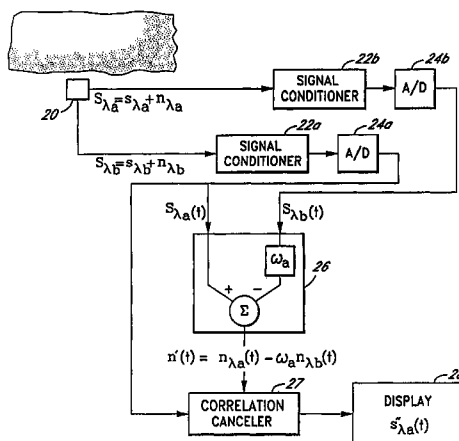 22b
24b
20
Sλa=sλa+nλa
SIGNAL CONDITIONER
A/D
22a
24a
Sλb=sλb+nλb
SIGNAL CONDITIONER
A/D
Sλa(t)
Sλb(t)
ωa
26
+
−
Σ
n'(t) = nλa(t) - ωanλb(t)
27
CORRELATION CANCELER
DISPLAY
s"λa(t)